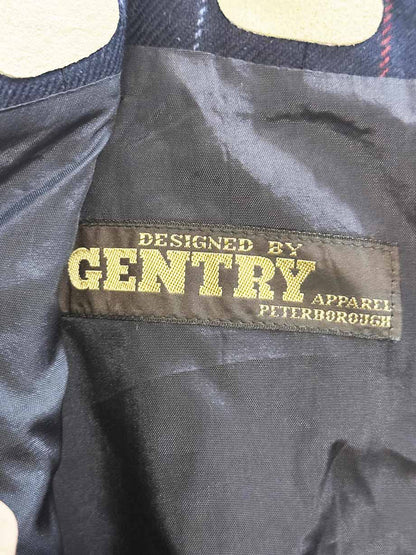 DESIGNED BY
GENTRY
APPAREL
PETERBOROUGH